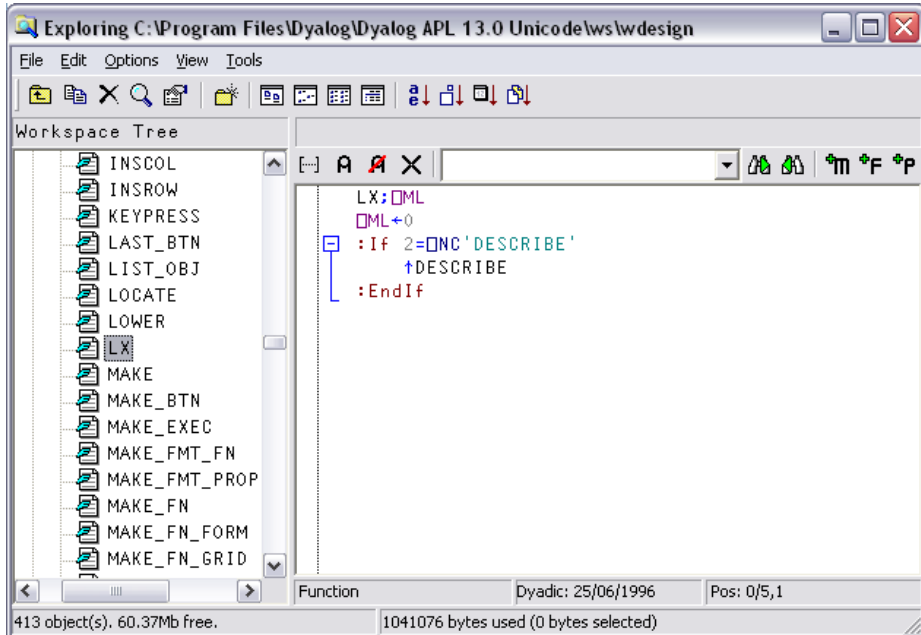 Exploring C:\Program Files\Dyalog\Dyalog APL 13.0 Unicode\ws\wdesign
File Edit Options View Tools
Workspace Tree
INSCOL
INSROW
KEYPRESS
LAST_BTN
LIST_OBJ
LOCATE
LOWER
LX
MAKE
MAKE_BTN
MAKE_EXEC
MAKE_FMT_FN
MAKE_FMT_PROP
MAKE_FN
MAKE_FN_FORM
MAKE_FN_GRID
[...] A A X m F P
LX;⎕ML
⎕ML←0
:If 2=⎕NC'DESCRIBE'
↑DESCRIBE
:EndIf
Function Dyadic: 25/06/1996 Pos: 0/5,1
413 object(s). 60.37Mb free. 1041076 bytes used (0 bytes selected)